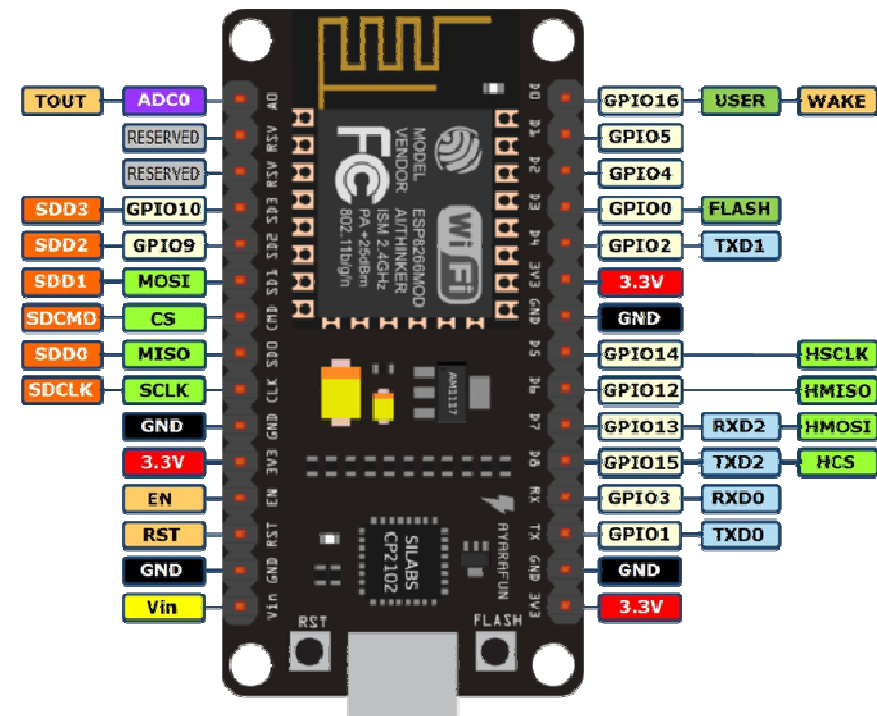 TOUT ADC0 A0 D0 GPIO16 USER WAKE
RESERVED RSV D1 GPIO5
RESERVED RSV D2 GPIO4
SDD3 GPIO10 SD3 D3 GPIO0 FLASH
SDD2 GPIO9 SD2 D4 GPIO2 TXD1
SDD1 MOSI SD1 3V3 3.3V
SDCMD CS CMD GND GND
SDD0 MISO SD0 D5 GPIO14 HSCLK
SDCLK SCLK CLK D6 GPIO12 HMISO
GND GND D7 GPIO13 RXD2 HMOSI
3.3V 3V3 D8 GPIO15 TXD2 HCS
EN EN RX GPIO3 RXD0
RST RST TX GPIO1 TXD0
GND GND GND GND
Vin Vin 3V3 3.3V
MODEL ESP8266MOD
VENDOR AI/THINKER
ISM 2.4GHz
PA +25dBm
802.11b/g/n
FC
Wi Fi
AM1117
SILABS
CP2102
AYARAFUN
RST
FLASH